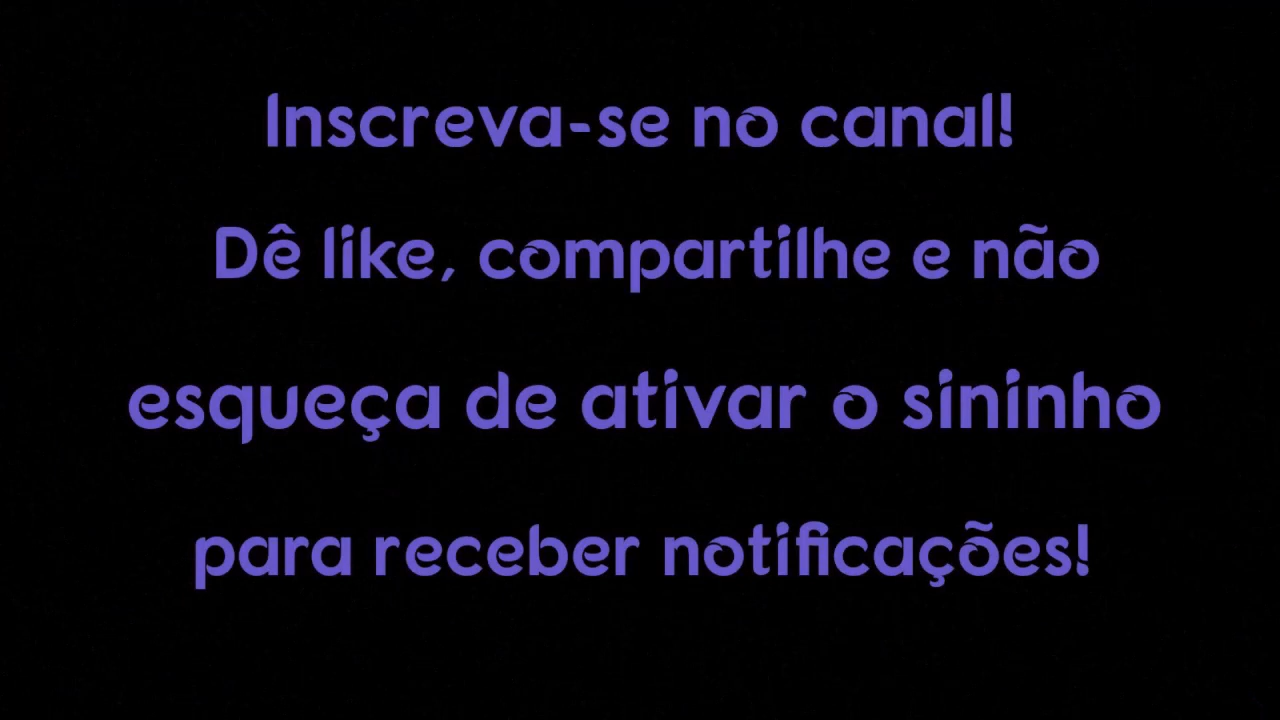 Inscreva-se no canal!
Dê like, compartilhe e não
esqueça de ativar o sininho
para receber notificações!